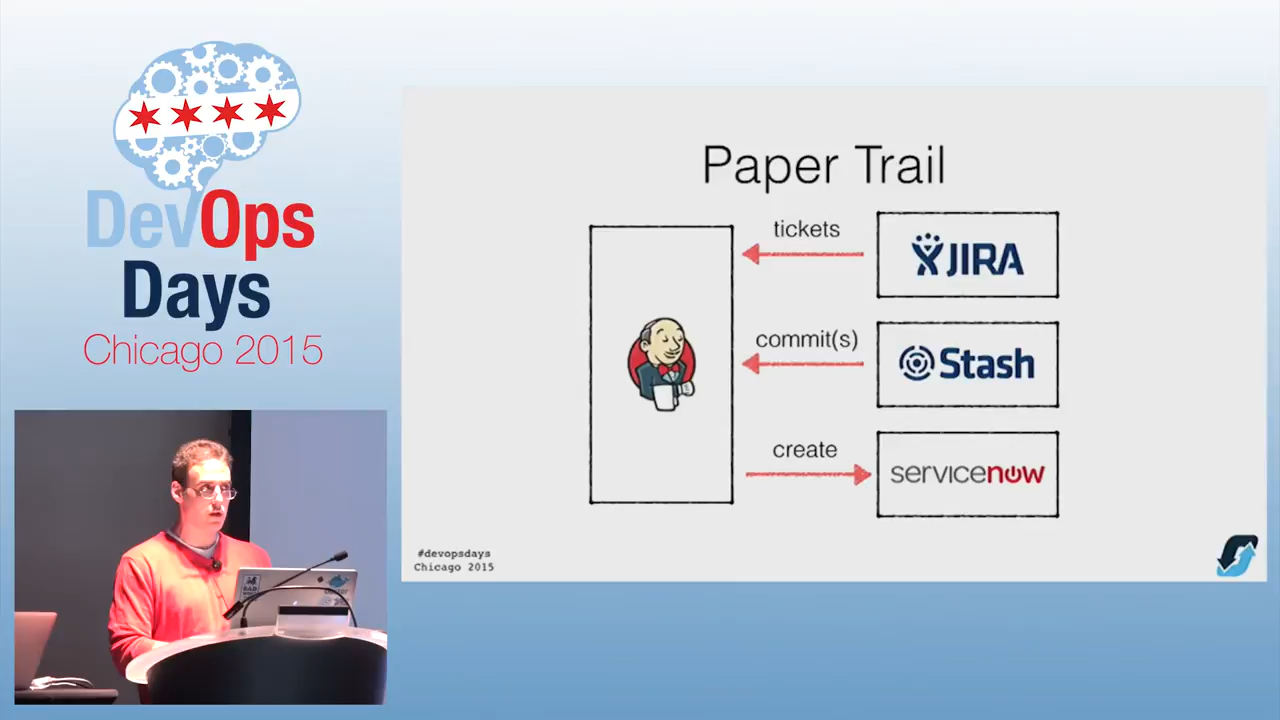 DevOps
Days
Chicago 2015
Paper Trail
tickets
JIRA
commit(s)
Stash
create
servicenow
#devopsdays
Chicago 2015